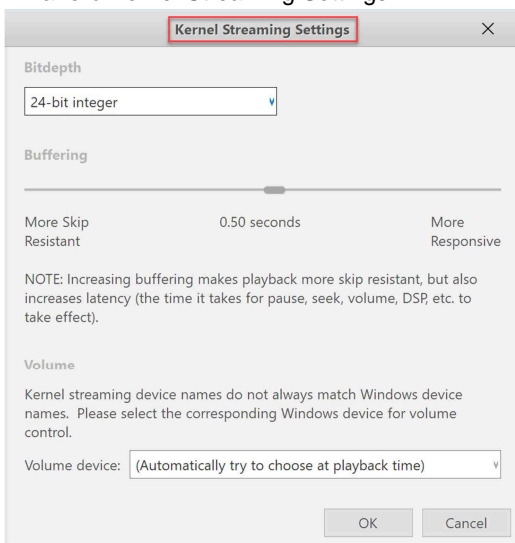 Kernel Streaming Settings
Bitdepth
24-bit integer
Buffering
More Skip Resistant
0.50 seconds
More Responsive
NOTE: Increasing buffering makes playback more skip resistant, but also
increases latency (the time it takes for pause, seek, volume, DSP, etc. to
take effect).
Volume
Kernel streaming device names do not always match Windows device
names. Please select the corresponding Windows device for volume
control.
Volume device: (Automatically try to choose at playback time)
OK Cancel